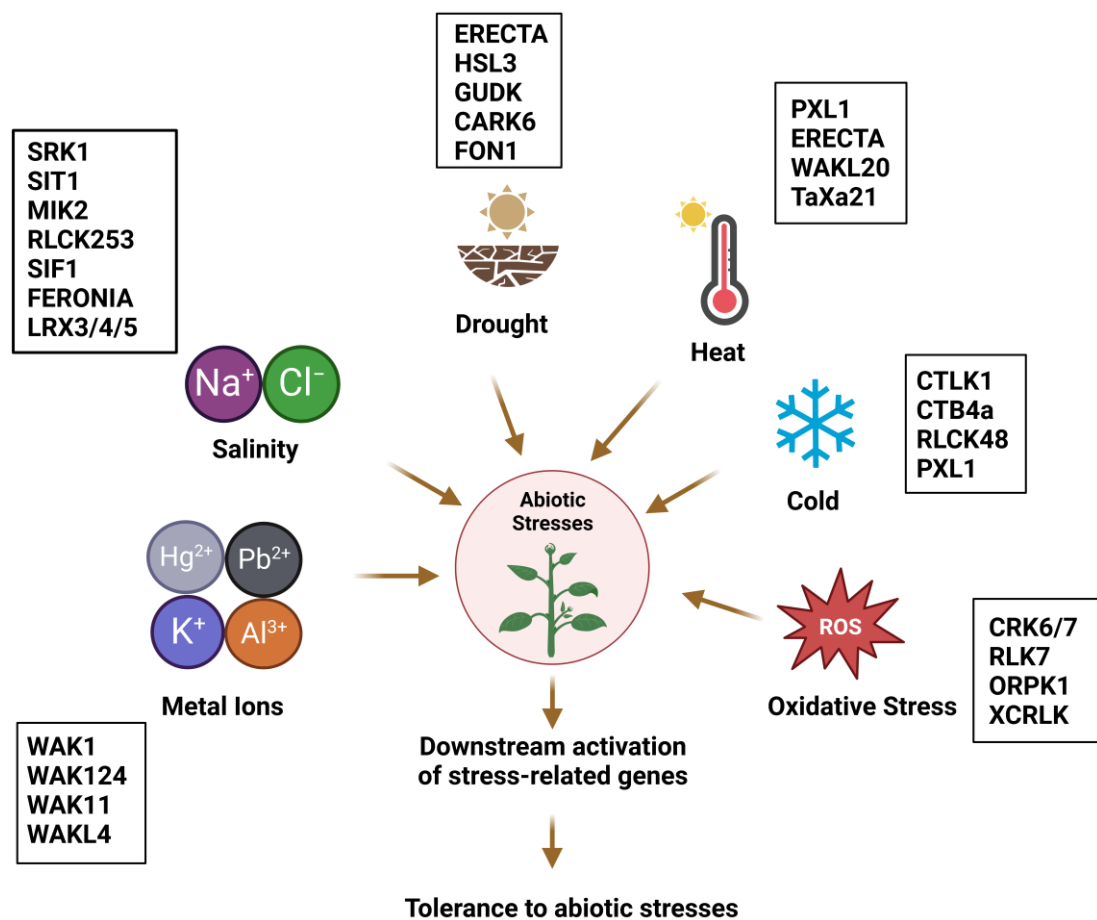 ERECTA
HSL3
GUDK
CARK6
FON1
Drought
PXL1
ERECTA
WAKL20
TaXa21
Heat
SRK1
SIT1
MIK2
RLCK253
SIF1
FERONIA
LRX3/4/5
Na⁺ Cl⁻
Salinity
CTLK1
CTB4a
RLCK48
PXL1
Cold
Abiotic
Stresses
Hg²⁺ Pb²⁺
K⁺ Al³⁺
Metal Ions
WAK1
WAK124
WAK11
WAKL4
ROS
Oxidative Stress
CRK6/7
RLK7
ORPK1
XCRLK
Downstream activation
of stress-related genes
Tolerance to abiotic stresses